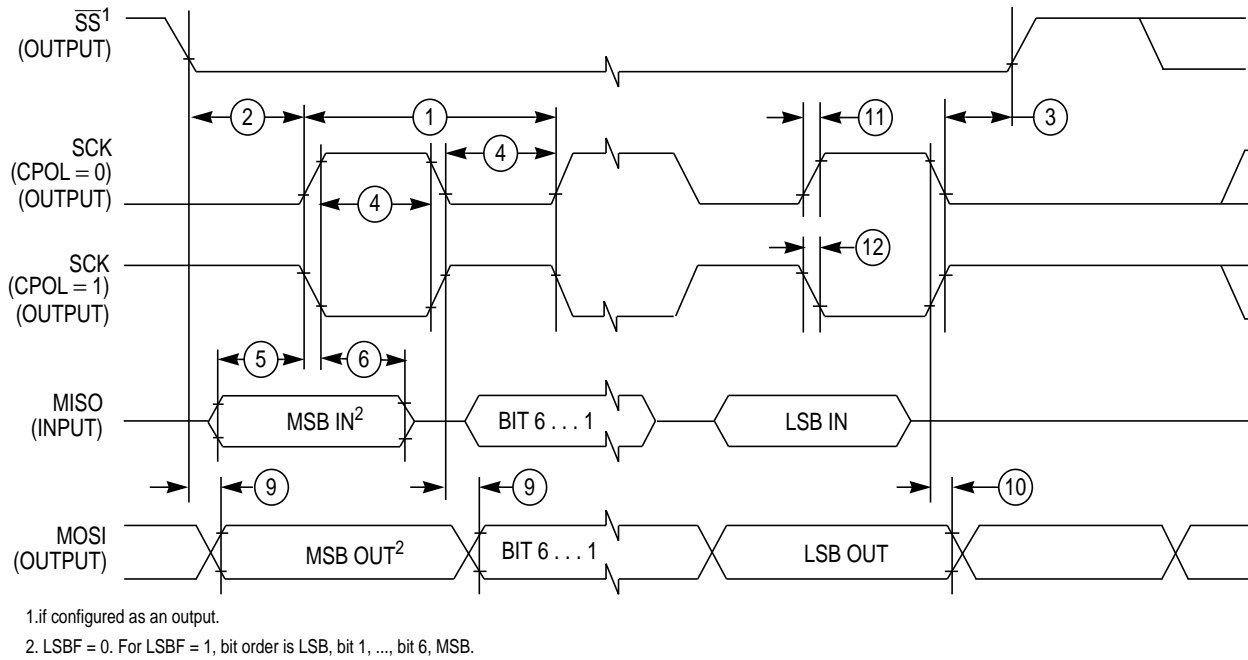 SS¹
(OUTPUT)
2
1
11
3
SCK
(CPOL = 0)
(OUTPUT)
4
4
SCK
(CPOL = 1)
(OUTPUT)
12
5
6
MISO
(INPUT)
MSB IN²
BIT 6 . . . 1
LSB IN
9
9
10
MOSI
(OUTPUT)
MSB OUT²
BIT 6 . . . 1
LSB OUT
1.if configured as an output.
2. LSBF = 0. For LSBF = 1, bit order is LSB, bit 1, ..., bit 6, MSB.